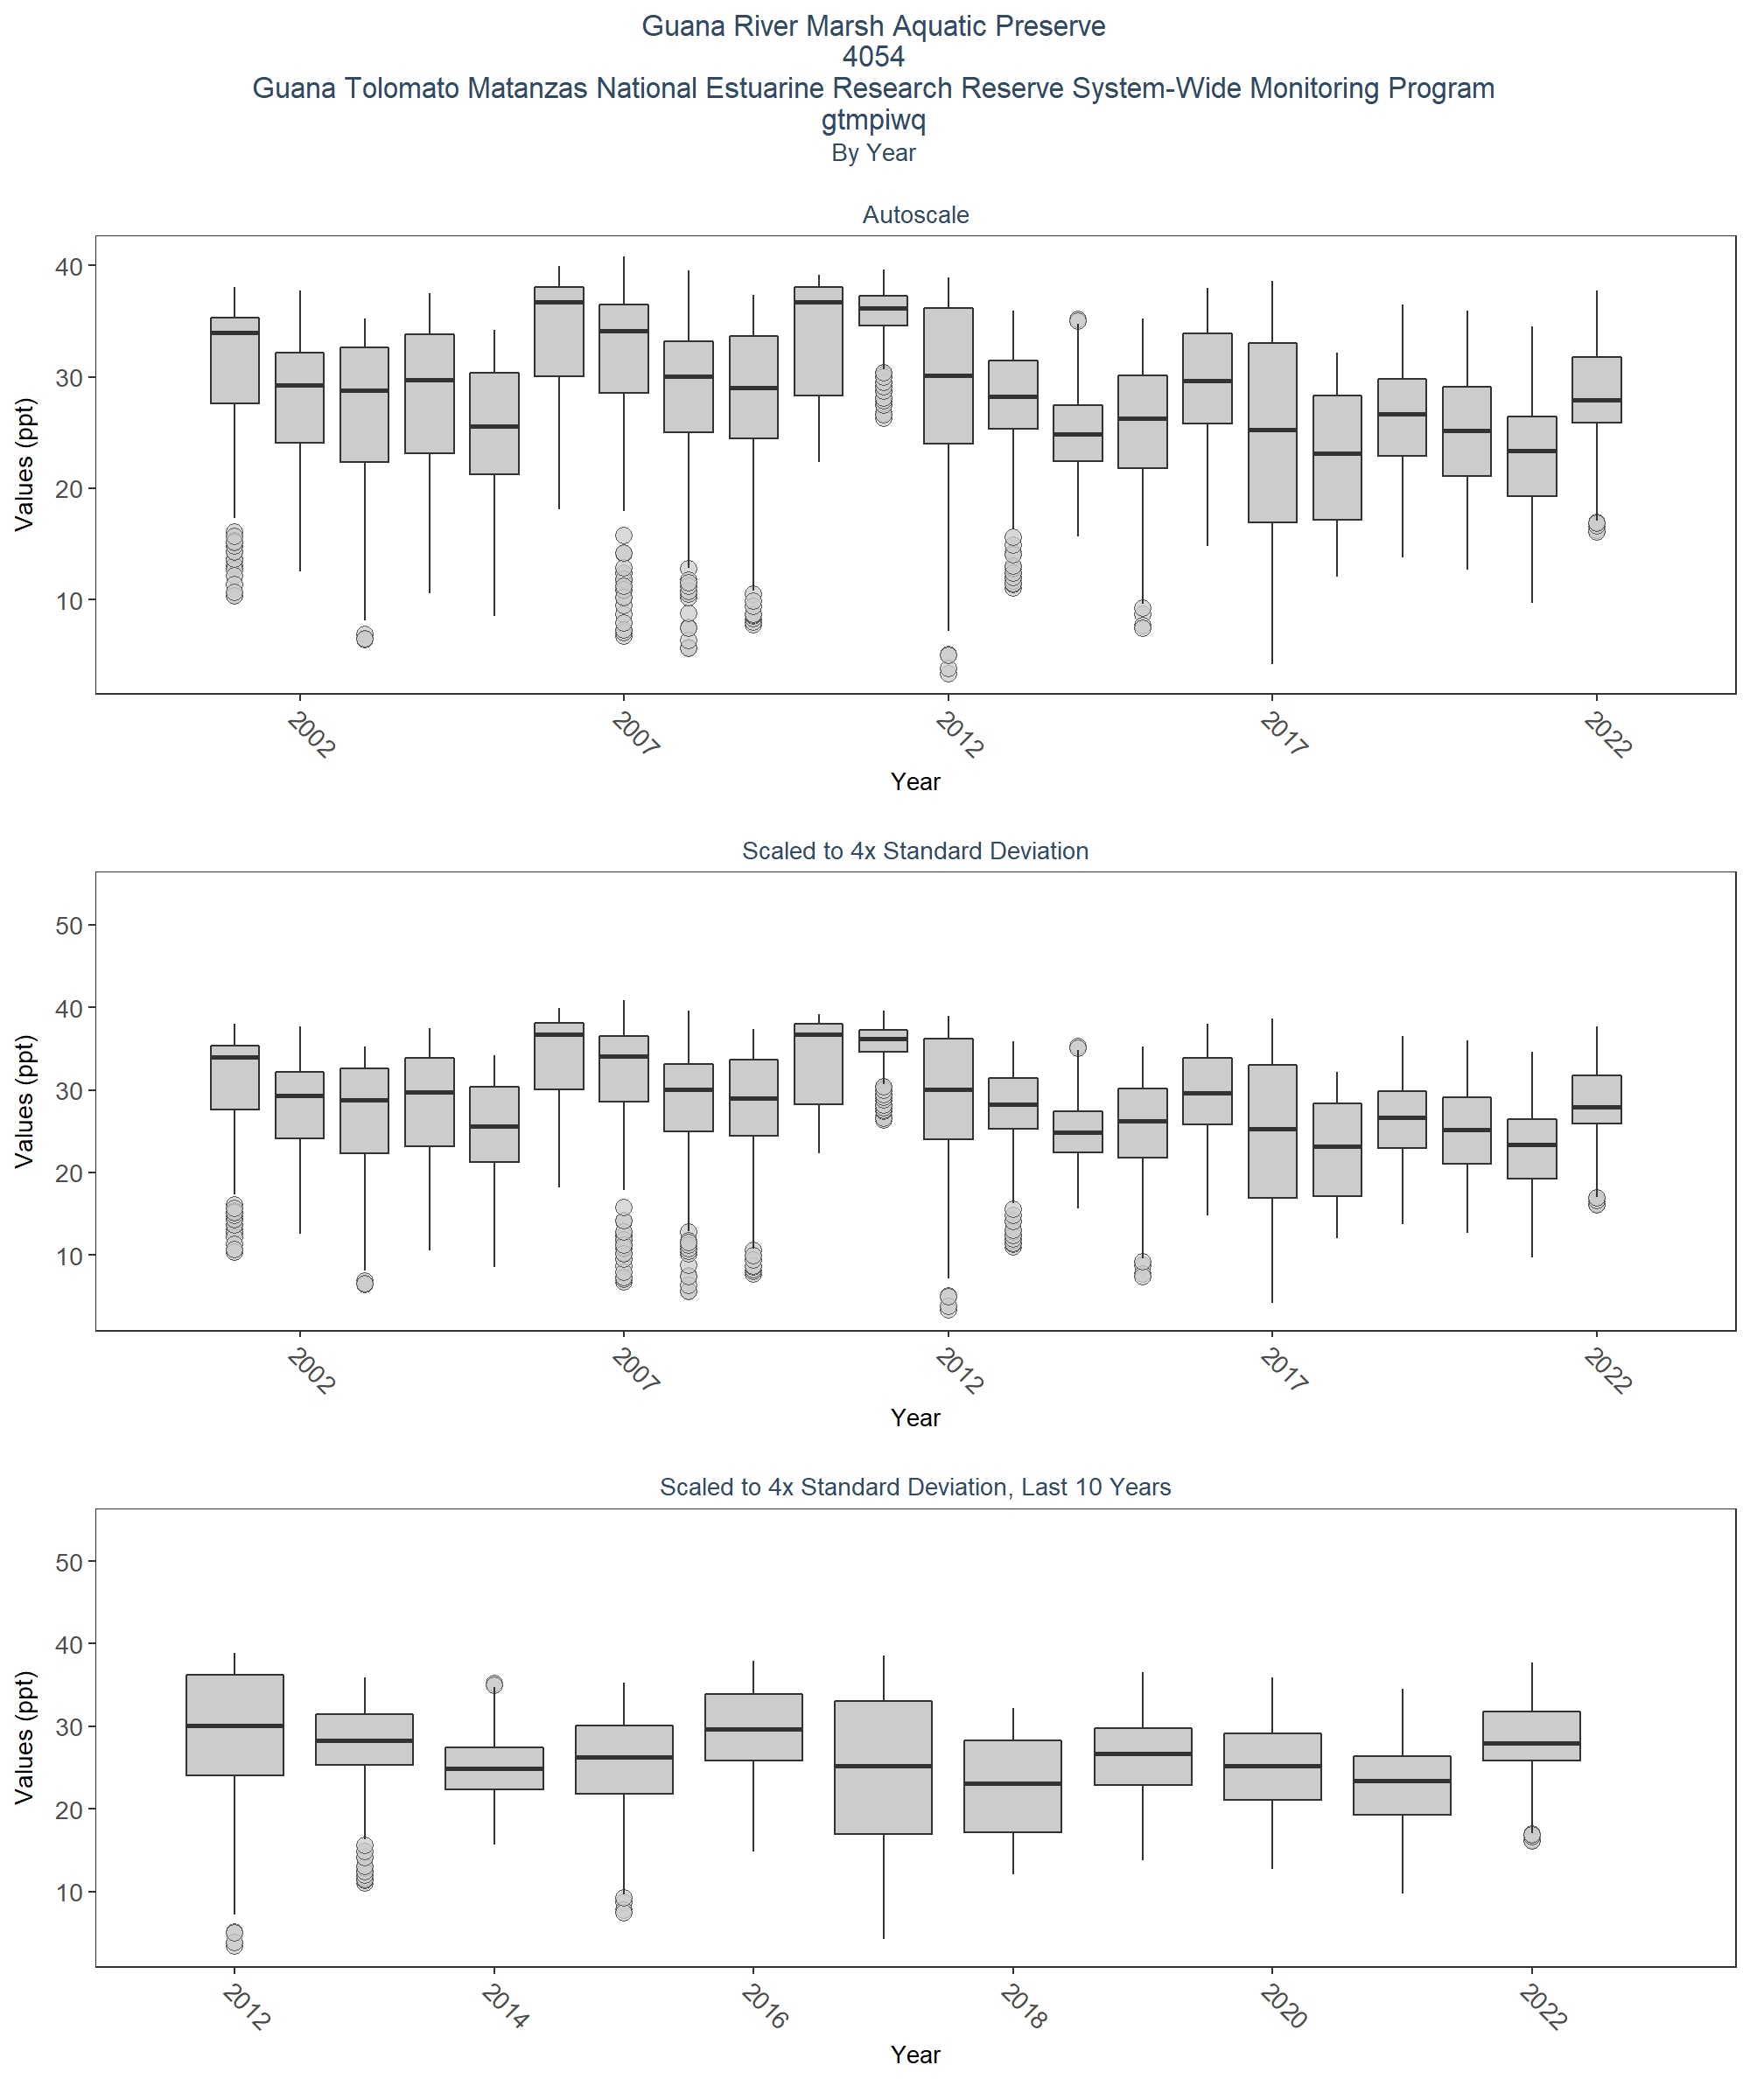 Guana River Marsh Aquatic Preserve
4054
Guana Tolomato Matanzas National Estuarine Research Reserve System-Wide Monitoring Program
gtmpiwq
By Year
Autoscale
Values (ppt)
40
30
20
10
2002 2007 2012 2017 2022
Year
Scaled to 4x Standard Deviation
Values (ppt)
50
40
30
20
10
2002 2007 2012 2017 2022
Year
Scaled to 4x Standard Deviation, Last 10 Years
Values (ppt)
50
40
30
20
10
2012 2014 2016 2018 2020 2022
Year